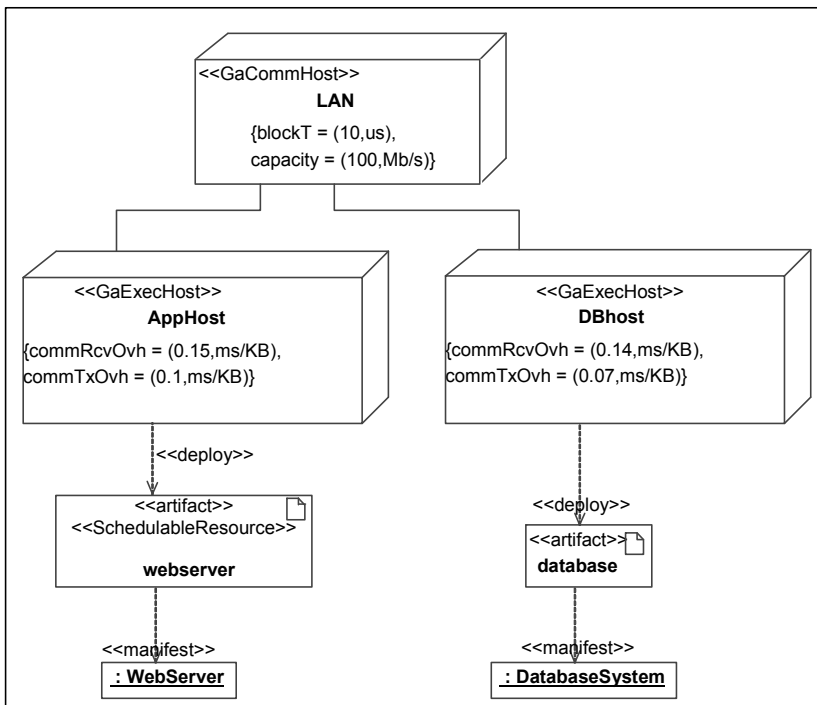 <<GaCommHost>>
LAN
{blockT = (10,us),
capacity = (100,Mb/s)}
<<GaExecHost>>
AppHost
{commRcvOvh = (0.15,ms/KB),
commTxOvh = (0.1,ms/KB)}
<<GaExecHost>>
DBhost
{commRcvOvh = (0.14,ms/KB),
commTxOvh = (0.07,ms/KB)}
<<deploy>>
<<artifact>>
<<SchedulableResource>>
webserver
<<manifest>>
: WebServer
<<deploy>>
<<artifact>>
database
<<manifest>>
: DatabaseSystem